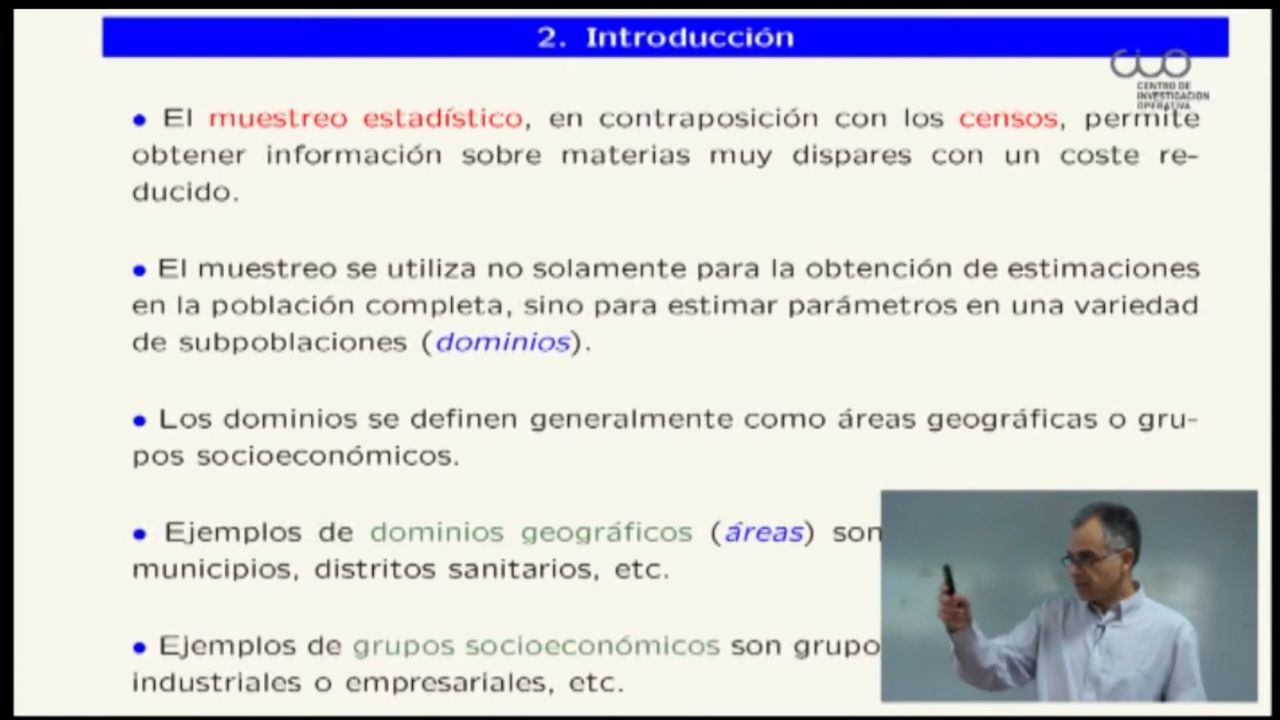 2. Introducción
CIO
CENTRO DE
INVESTIGACIÓN
OPERATIVA
• El muestreo estadístico, en contraposición con los censos, permite
obtener información sobre materias muy dispares con un coste re-
ducido.
• El muestreo se utiliza no solamente para la obtención de estimaciones
en la población completa, sino para estimar parámetros en una variedad
de subpoblaciones (dominios).
• Los dominios se definen generalmente como áreas geográficas o gru-
pos socioeconómicos.
• Ejemplos de dominios geográficos (áreas) son
municipios, distritos sanitarios, etc.
• Ejemplos de grupos socioeconómicos son grupo
industriales o empresariales, etc.